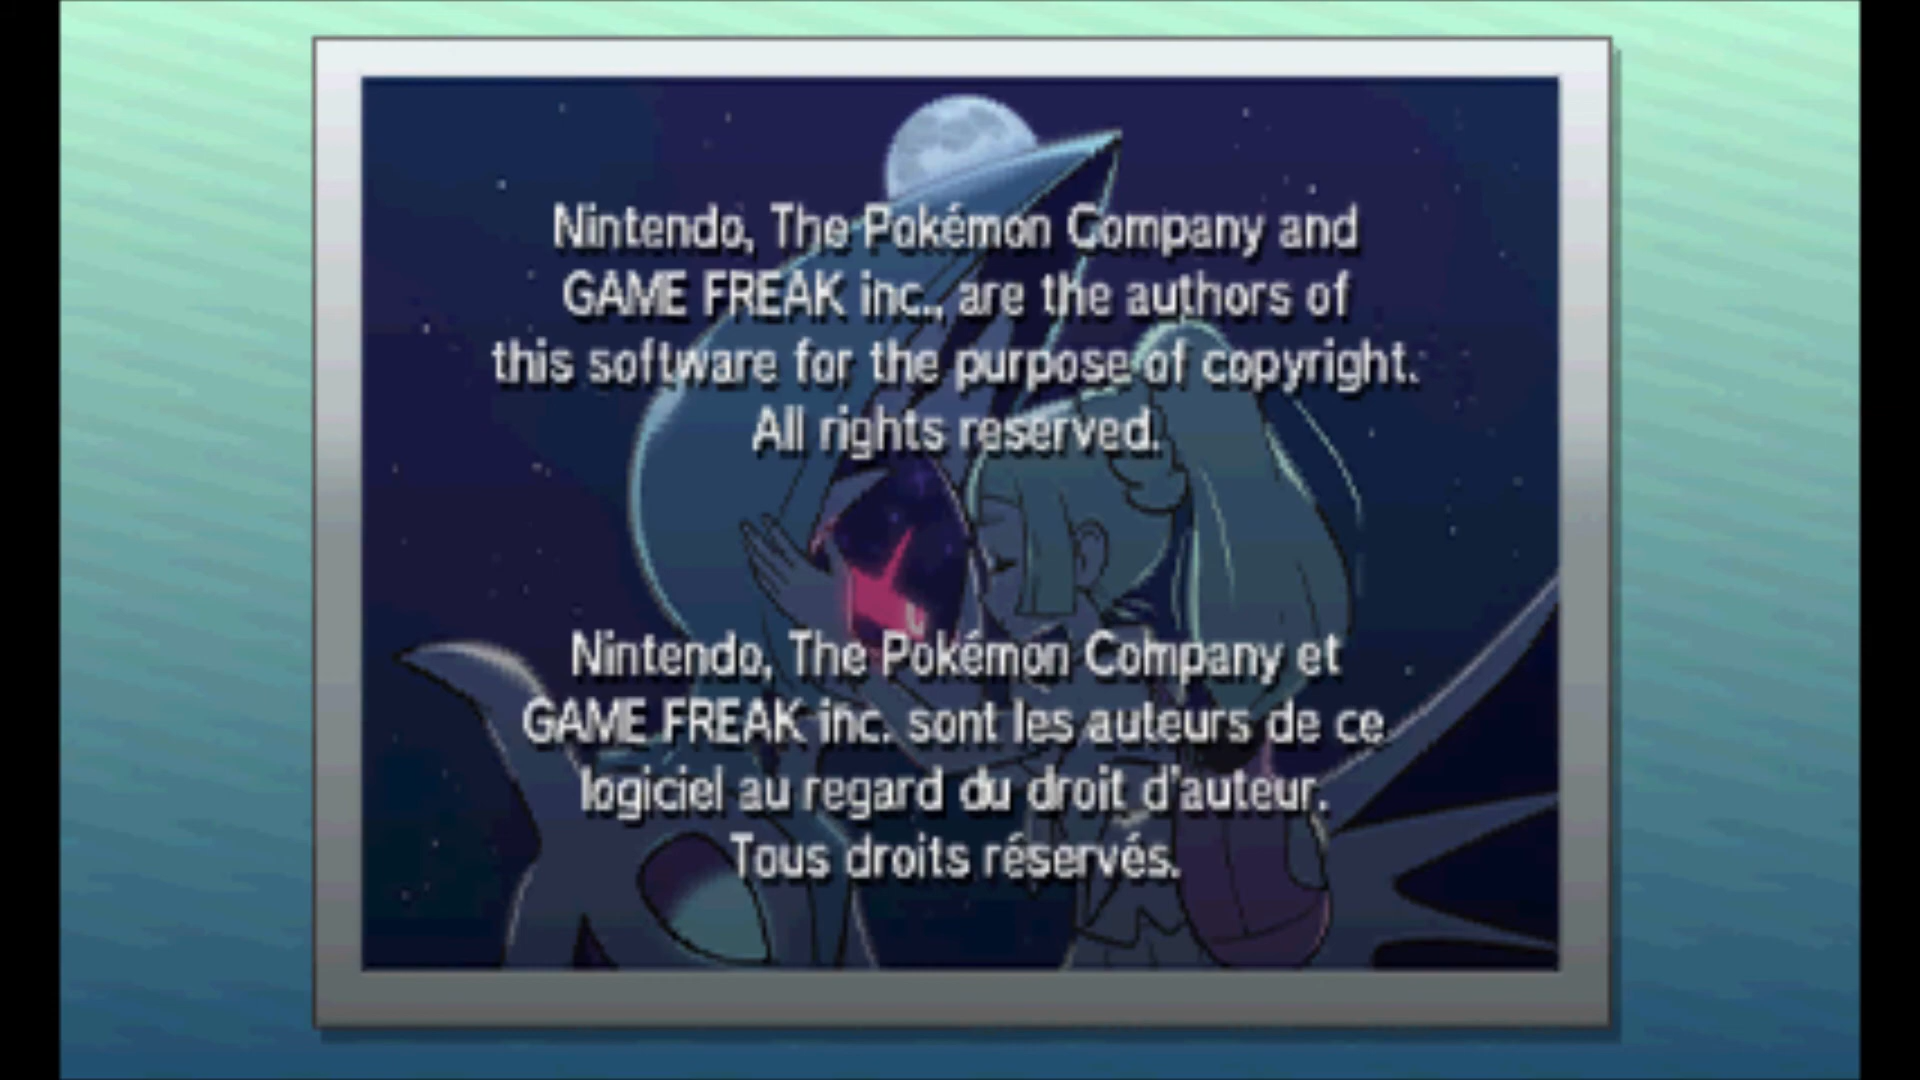 Nintendo, The Pokémon Company and
GAME FREAK inc., are the authors of
this software for the purpose of copyright.
All rights reserved.
Nintendo, The Pokémon Company et
GAME FREAK inc. sont les auteurs de ce
logiciel au regard du droit d'auteur.
Tous droits réservés.